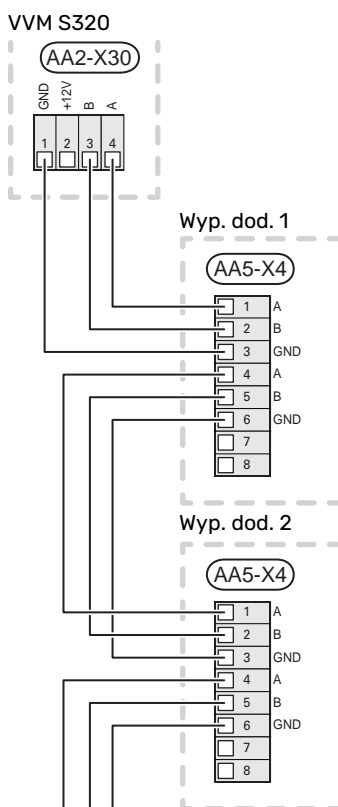 VVM S320
AA2-X30
GND +12V B A
1 2 3 4
Wyp. dod. 1
AA5-X4
1 A
2 B
3 GND
4 A
5 B
6 GND
7
8
Wyp. dod. 2
AA5-X4
1 A
2 B
3 GND
4 A
5 B
6 GND
7
8